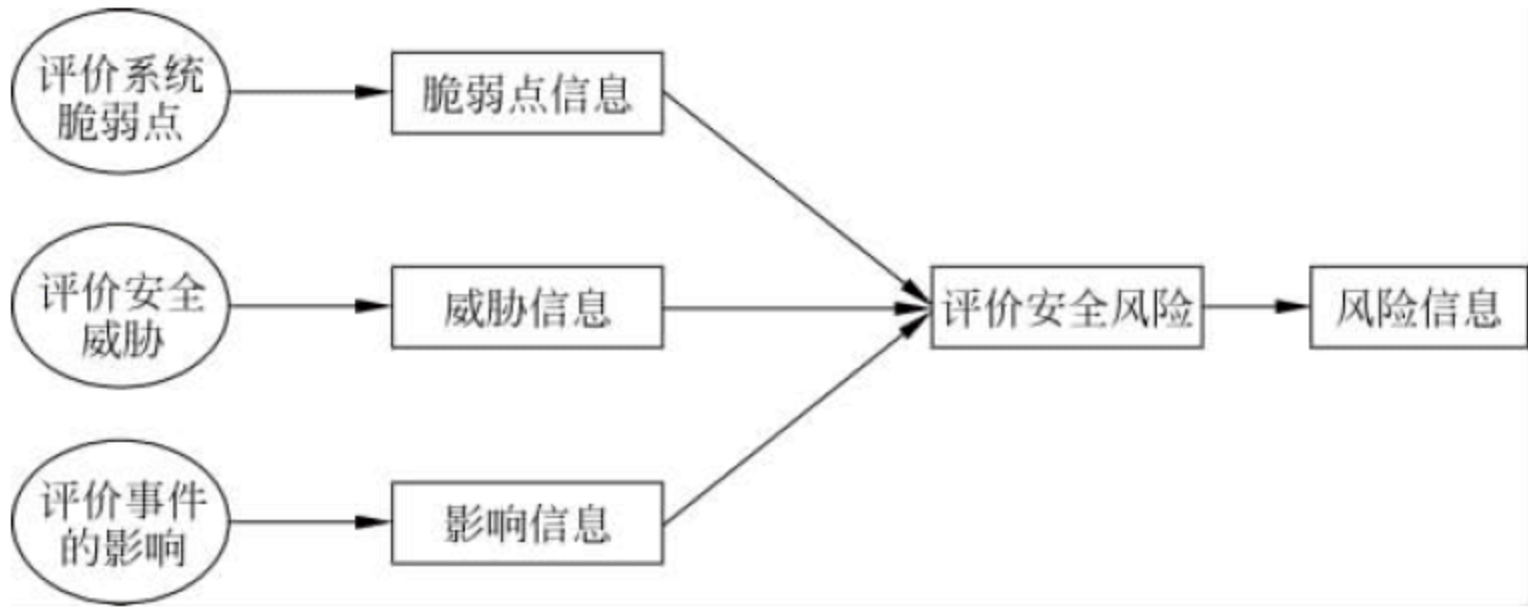 评价系统
脆弱点
脆弱点信息
评价安全
威胁
威胁信息
评价安全风险
风险信息
评价事件
的影响
影响信息